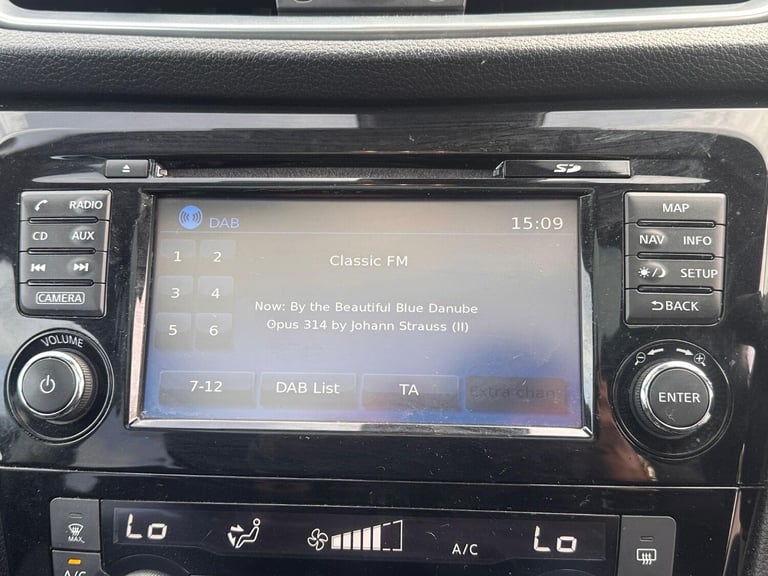 SD
RADIO
CD AUX
CAMERA
VOLUME
DAB 15:09
1 2
3 4
5 6
Classic FM
Now: By the Beautiful Blue Danube
Opus 314 by Johann Strauss (II)
7-12 DAB List TA Extra chan
MAP
NAV INFO
SETUP
BACK
ENTER
MAX
A/C
Lo A/C Lo